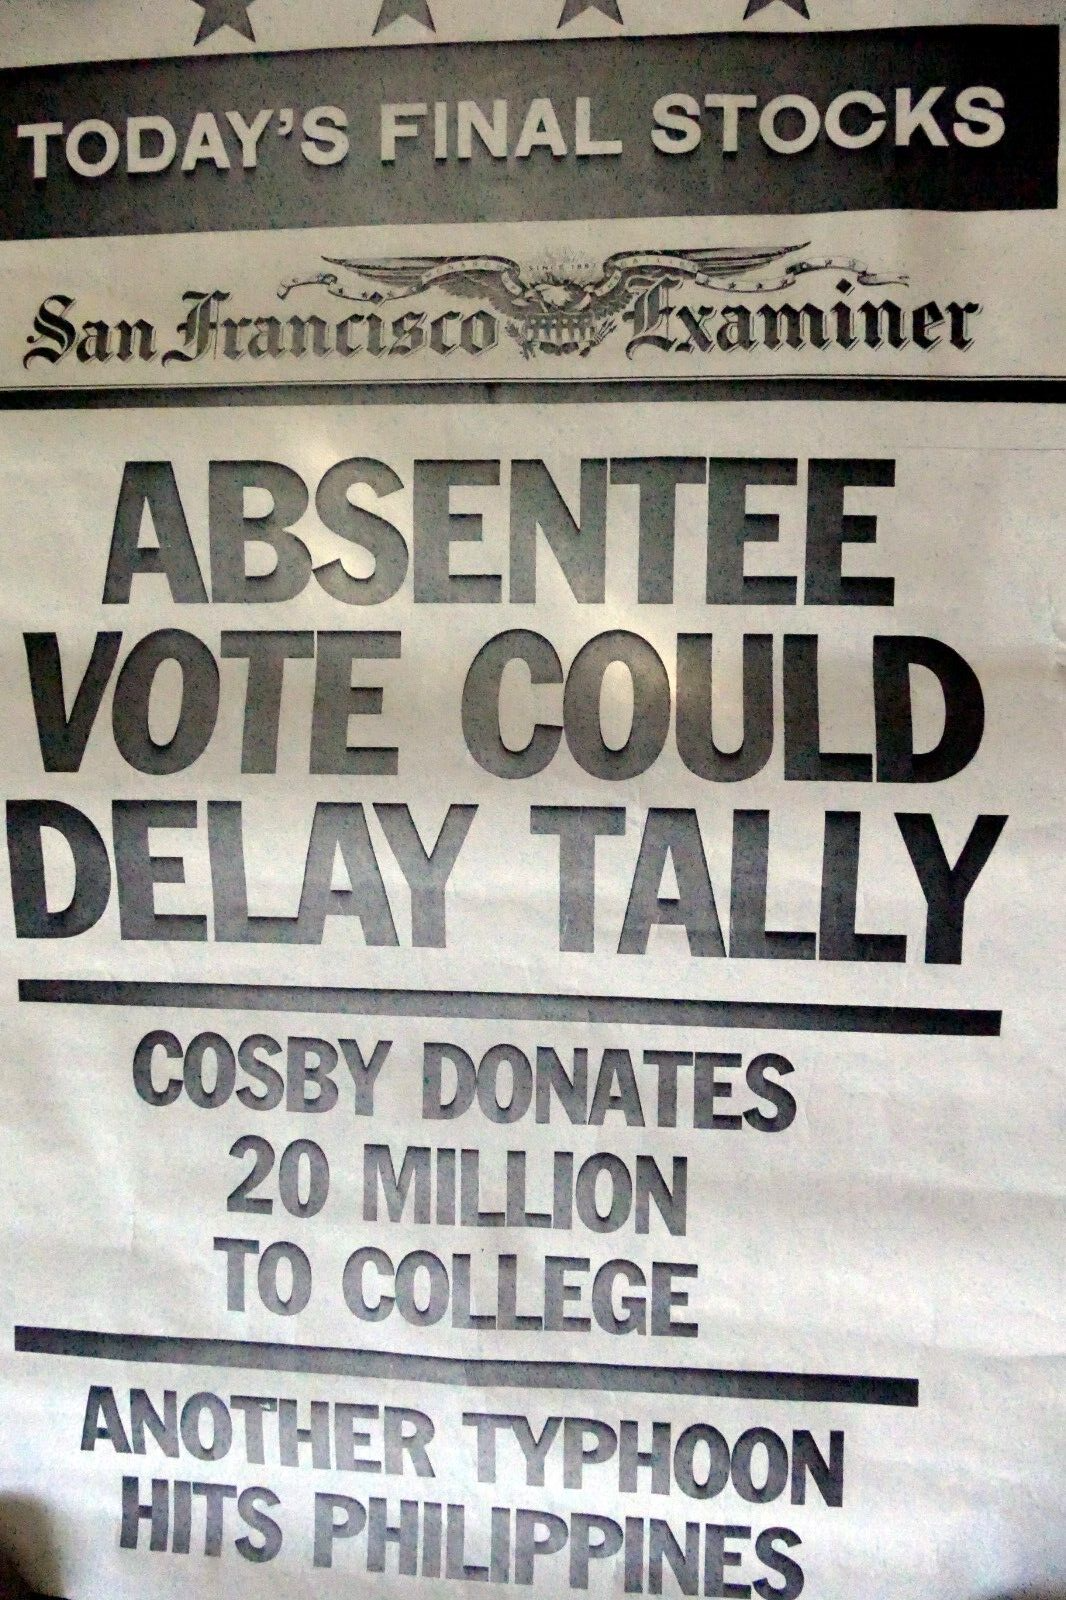 TODAY'S FINAL STOCKS
San Francisco Examiner
ABSENTEE
VOTE COULD
DELAY TALLY
COSBY DONATES
20 MILLION
TO COLLEGE
ANOTHER TYPHOON
HITS PHILIPPINES